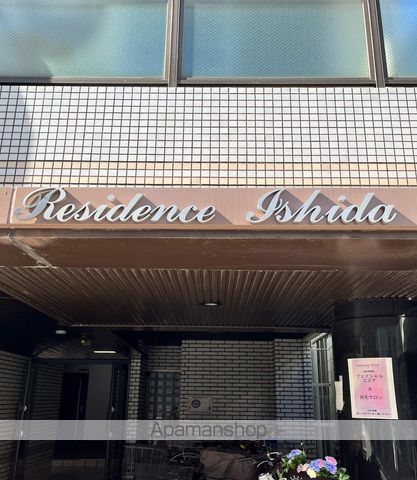 Residence Ishida
フェイシャル
エステ
&
脱毛サロン
Apamanshop